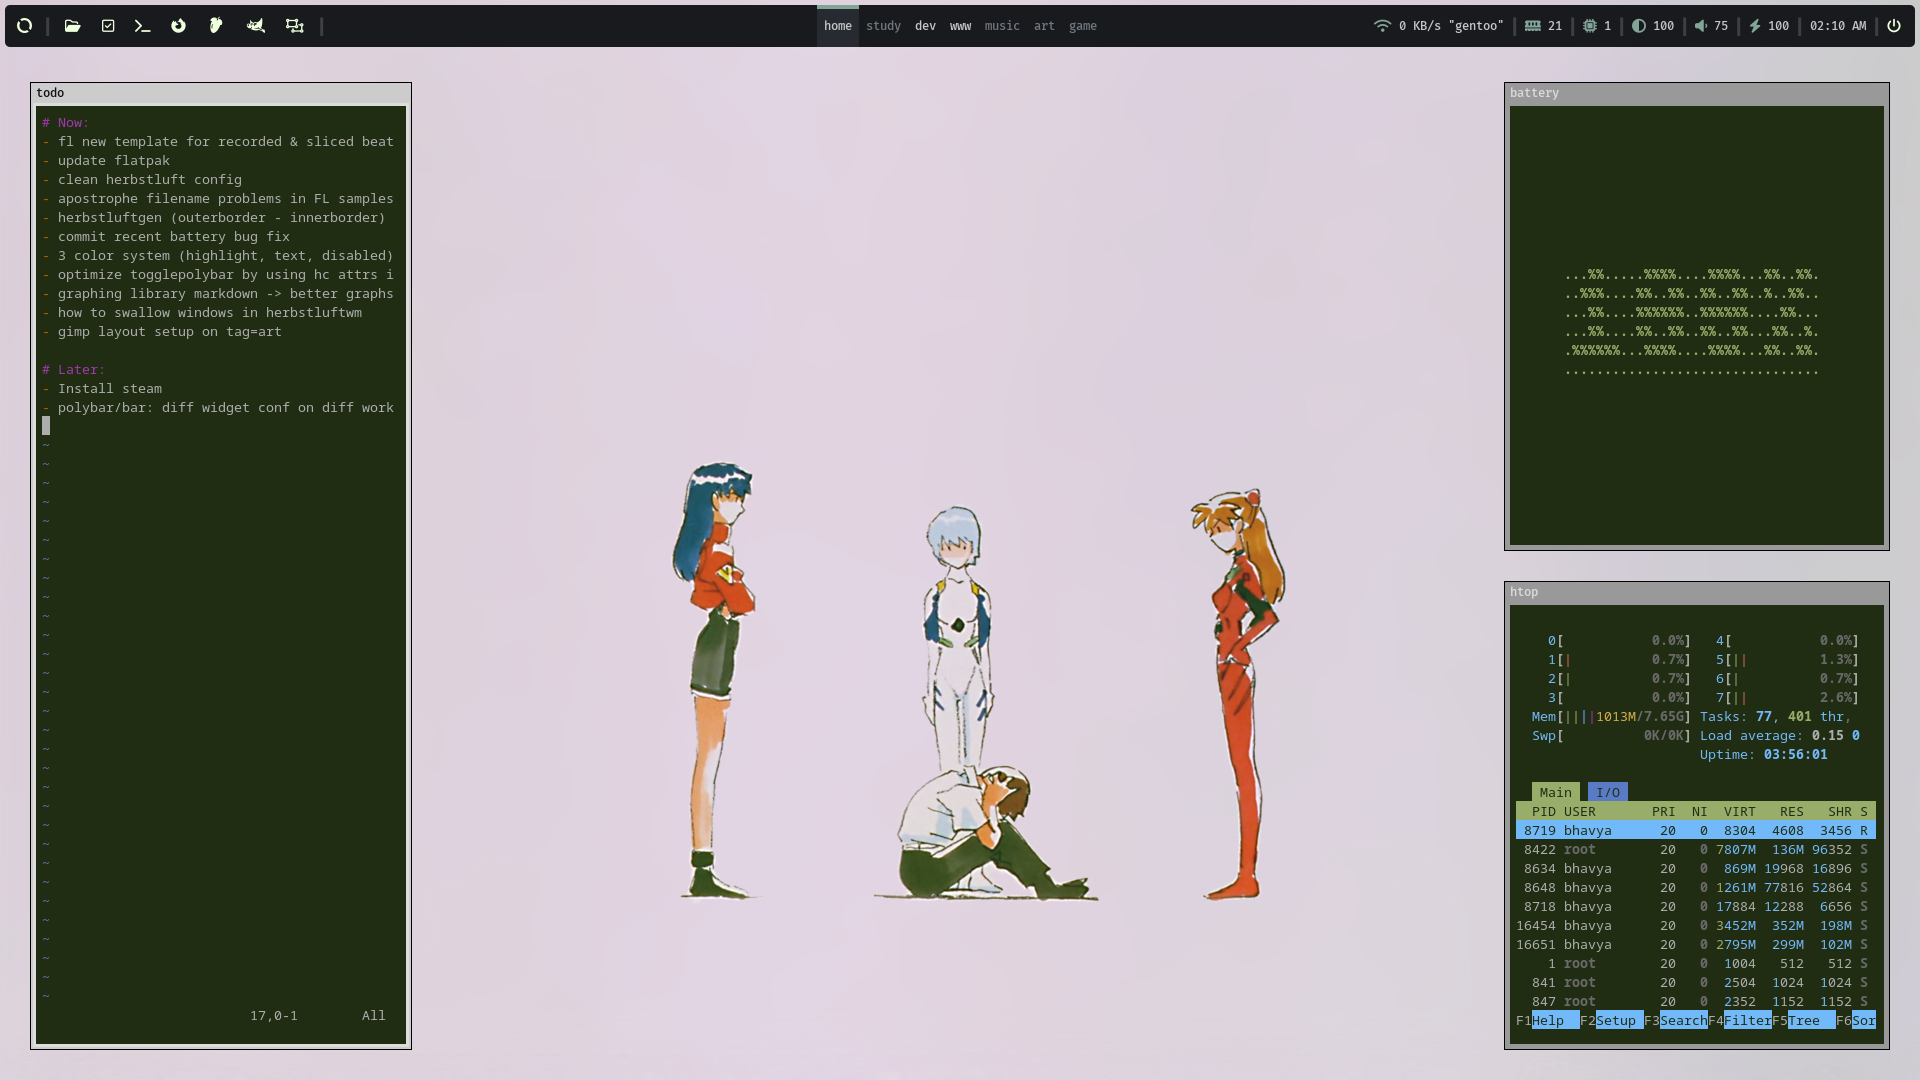 home study dev www music art game
0 KB/s "gentoo" 21 1 100 75 100 02:10 AM
todo
# Now:
- fl new template for recorded & sliced beat
- update flatpak
- clean herbstluft config
- apostrophe filename problems in FL samples
- herbstluftgen (outerborder - innerborder)
- commit recent battery bug fix
- 3 color system (highlight, text, disabled)
- optimize togglepolybar by using hc attrs i
- graphing library markdown -> better graphs
- how to swallow windows in herbstluftwm
- gimp layout setup on tag=art
# Later:
- Install steam
- polybar/bar: diff widget conf on diff work
17,0-1 All
battery
...%%.....%%%%....%%%%...%%..%%.
..%%%....%%..%%..%%..%%..%..%%..
...%%....%%%%%%..%%%%%%....%%...
...%%....%%..%%..%%..%%...%%..%.
.%%%%%%...%%%%....%%%%...%%..%%.
................................
htop
0[ 0.0%] 4[ 0.0%]
1[| 0.7%] 5[|| 1.3%]
2[| 0.7%] 6[| 0.7%]
3[ 0.0%] 7[|| 2.6%]
Mem[||||1013M/7.65G] Tasks: 77, 401 thr,
Swp[ 0K/0K] Load average: 0.15 0
Uptime: 03:56:01
Main I/O
PID USER PRI NI VIRT RES SHR S
8719 bhavya 20 0 8304 4608 3456 R
8422 root 20 0 7807M 136M 96352 S
8634 bhavya 20 0 869M 19968 16896 S
8648 bhavya 20 0 1261M 77816 52864 S
8718 bhavya 20 0 17884 12288 6656 S
16454 bhavya 20 0 3452M 352M 198M S
16651 bhavya 20 0 2795M 299M 102M S
1 root 20 0 1004 512 512 S
841 root 20 0 2504 1024 1024 S
847 root 20 0 2352 1152 1152 S
F1Help F2Setup F3SearchF4FilterF5Tree F6Sor